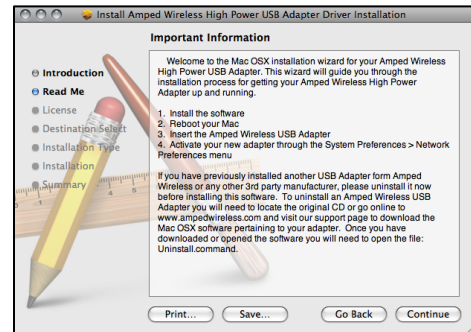 Install Amped Wireless High Power USB Adapter Driver Installation
Important Information
Introduction
Read Me
License
Destination Select
Installation Type
Installation
Summary
Welcome to the Mac OSX installation wizard for your Amped Wireless
High Power USB Adapter. This wizard will guide you through the
installation process for getting your Amped Wireless High Power
Adapter up and running.
1. Install the software
2. Reboot your Mac
3. Insert the Amped Wireless USB Adapter
4. Activate your new adapter through the System Preferences > Network
Preferences menu
If you have previously installed another USB Adapter form Amped
Wireless or any other 3rd party manufacturer, please uninstall it now
before installing this software. To uninstall an Amped Wireless USB
Adapter you will need to locate the original CD or go online to
www.ampedwireless.com and visit our support page to download the
Mac OSX software pertaining to your adapter. Once you have
downloaded or opened the software you will need to open the file:
Uninstall.command.
Print... Save... Go Back Continue